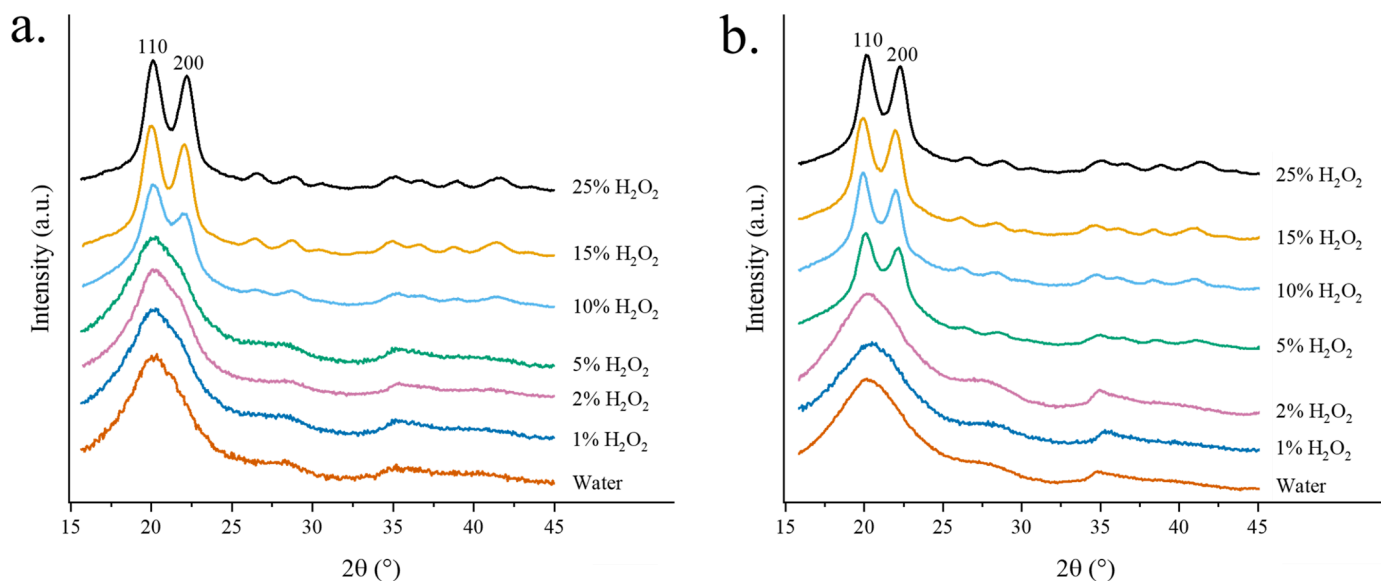 a.
110
200
25% H₂O₂
15% H₂O₂
10% H₂O₂
5% H₂O₂
2% H₂O₂
1% H₂O₂
Water
Intensity (a.u.)
15 20 25 30 35 40 45
2θ (°)
b.
110
200
25% H₂O₂
15% H₂O₂
10% H₂O₂
5% H₂O₂
2% H₂O₂
1% H₂O₂
Water
Intensity (a.u.)
15 20 25 30 35 40 45
2θ (°)